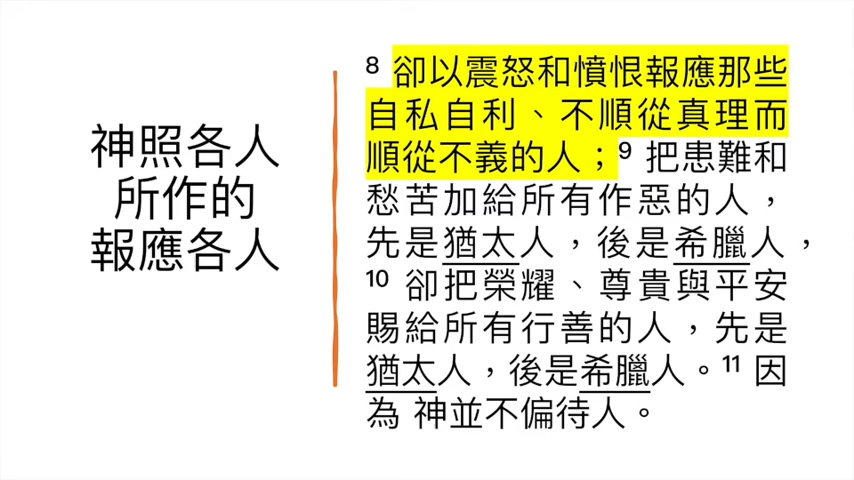 神照各人
所作的
報應各人
8 卻以震怒和憤恨報應那些
自私自利、不順從真理而
順從不義的人；9 把患難和
愁苦加給所有作惡的人，
先是猶太人，後是希臘人，
10 卻把榮耀、尊貴與平安
賜給所有行善的人，先是
猶太人，後是希臘人。11 因
為 神並不偏待人。